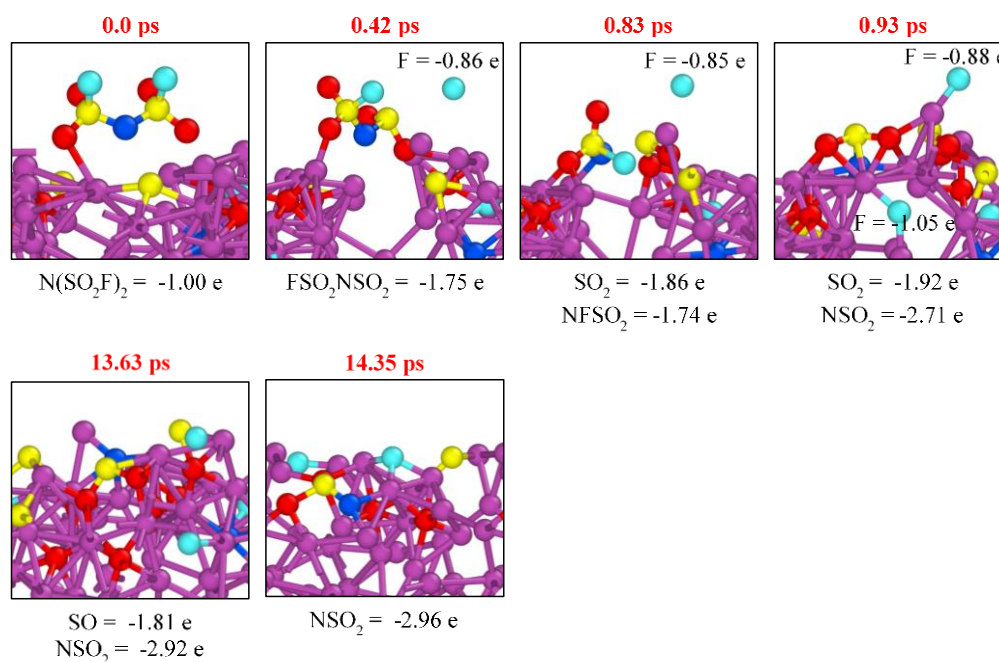 0.0 ps
0.42 ps
0.83 ps
0.93 ps
F = -0.86 e
F = -0.85 e
F = -0.88 e
F = -1.05 e
N(SO₂F)₂ = -1.00 e
FSO₂NSO₂ = -1.75 e
SO₂ = -1.86 e
NFSO₂ = -1.74 e
SO₂ = -1.92 e
NSO₂ = -2.71 e
13.63 ps
14.35 ps
SO = -1.81 e
NSO₂ = -2.92 e
NSO₂ = -2.96 e